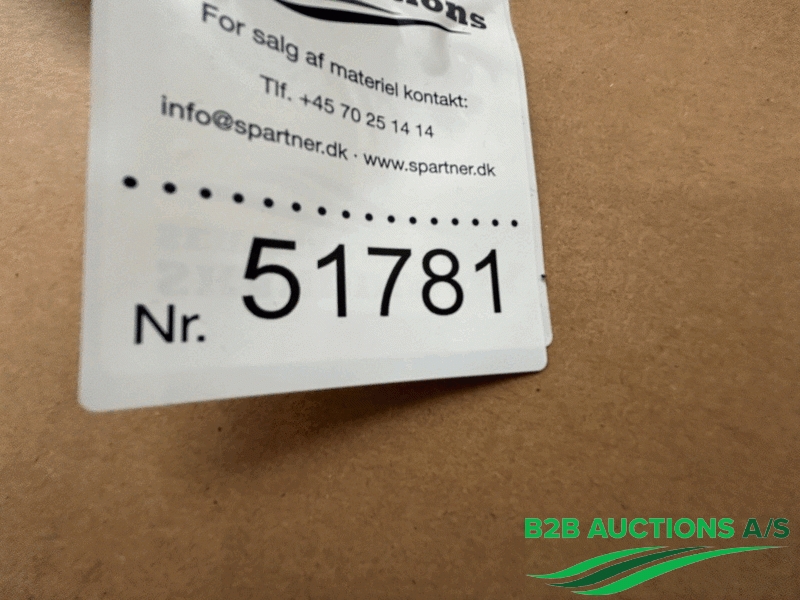 For salg af materiel kontakt:
Tlf. +45 70 25 14 14
info@spartner.dk · www.spartner.dk
Nr. 51781
B2B AUCTIONS A/S